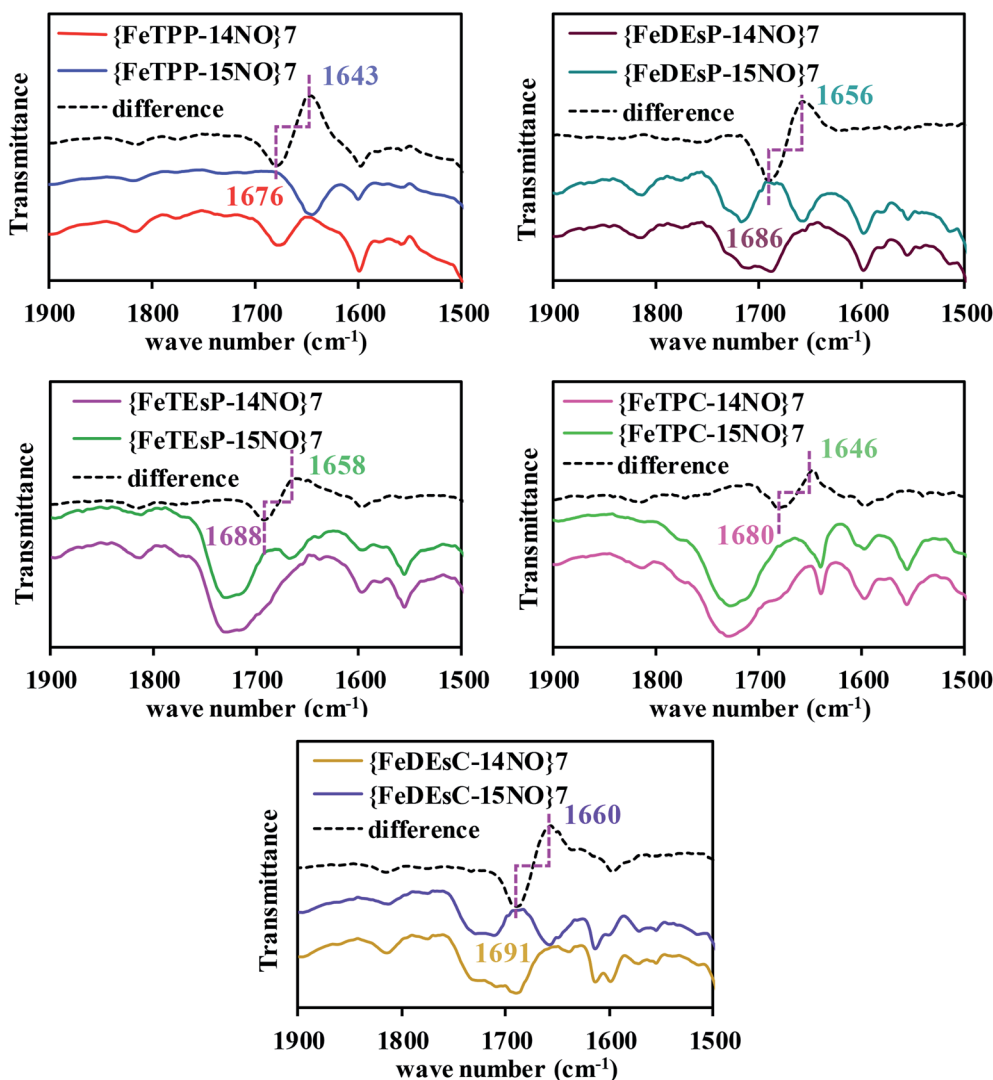 {FeTPP-14NO}7
{FeTPP-15NO}7
difference
1643
1676
Transmittance
1900 1800 1700 1600 1500
wave number (cm-1)
{FeDEsP-14NO}7
{FeDEsP-15NO}7
difference
1656
1686
Transmittance
1900 1800 1700 1600 1500
wave number (cm-1)
{FeTEsP-14NO}7
{FeTEsP-15NO}7
difference
1658
1688
Transmittance
1900 1800 1700 1600 1500
wave number (cm-1)
{FeTPC-14NO}7
{FeTPC-15NO}7
difference
1646
1680
Transmittance
1900 1800 1700 1600 1500
wave number (cm-1)
{FeDEsC-14NO}7
{FeDEsC-15NO}7
difference
1660
1691
Transmittance
1900 1800 1700 1600 1500
wave number (cm-1)